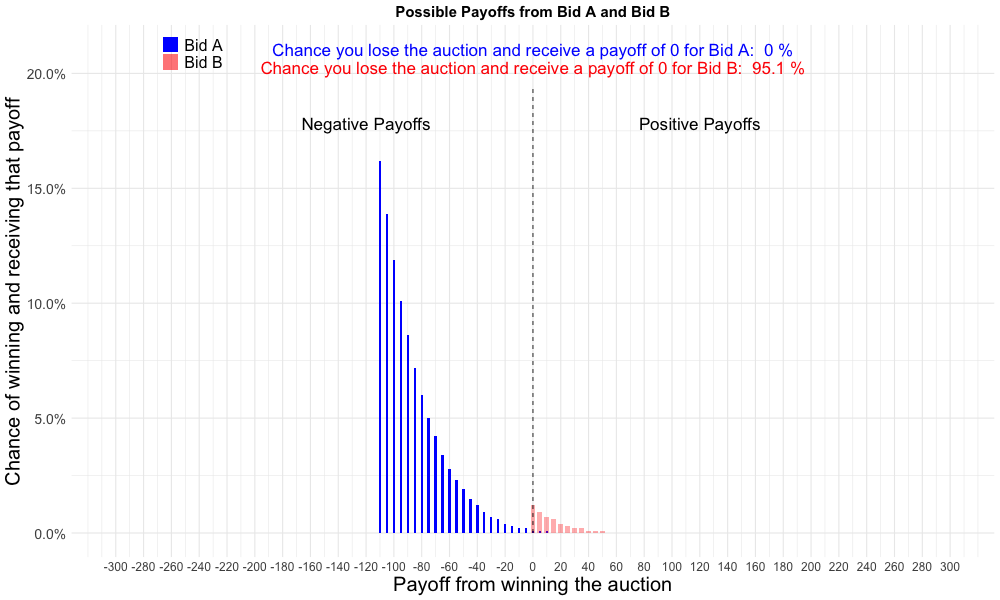 Possible Payoffs from Bid A and Bid B
Bid A
Bid B
Chance you lose the auction and receive a payoff of 0 for Bid A:  0 %
Chance you lose the auction and receive a payoff of 0 for Bid B:  95.1 %
Negative Payoffs
Positive Payoffs
Chance of winning and receiving that payoff
20.0%
15.0%
10.0%
5.0%
0.0%
-300 -280 -260 -240 -220 -200 -180 -160 -140 -120 -100 -80 -60 -40 -20 0 20 40 60 80 100 120 140 160 180 200 220 240 260 280 300
Payoff from winning the auction